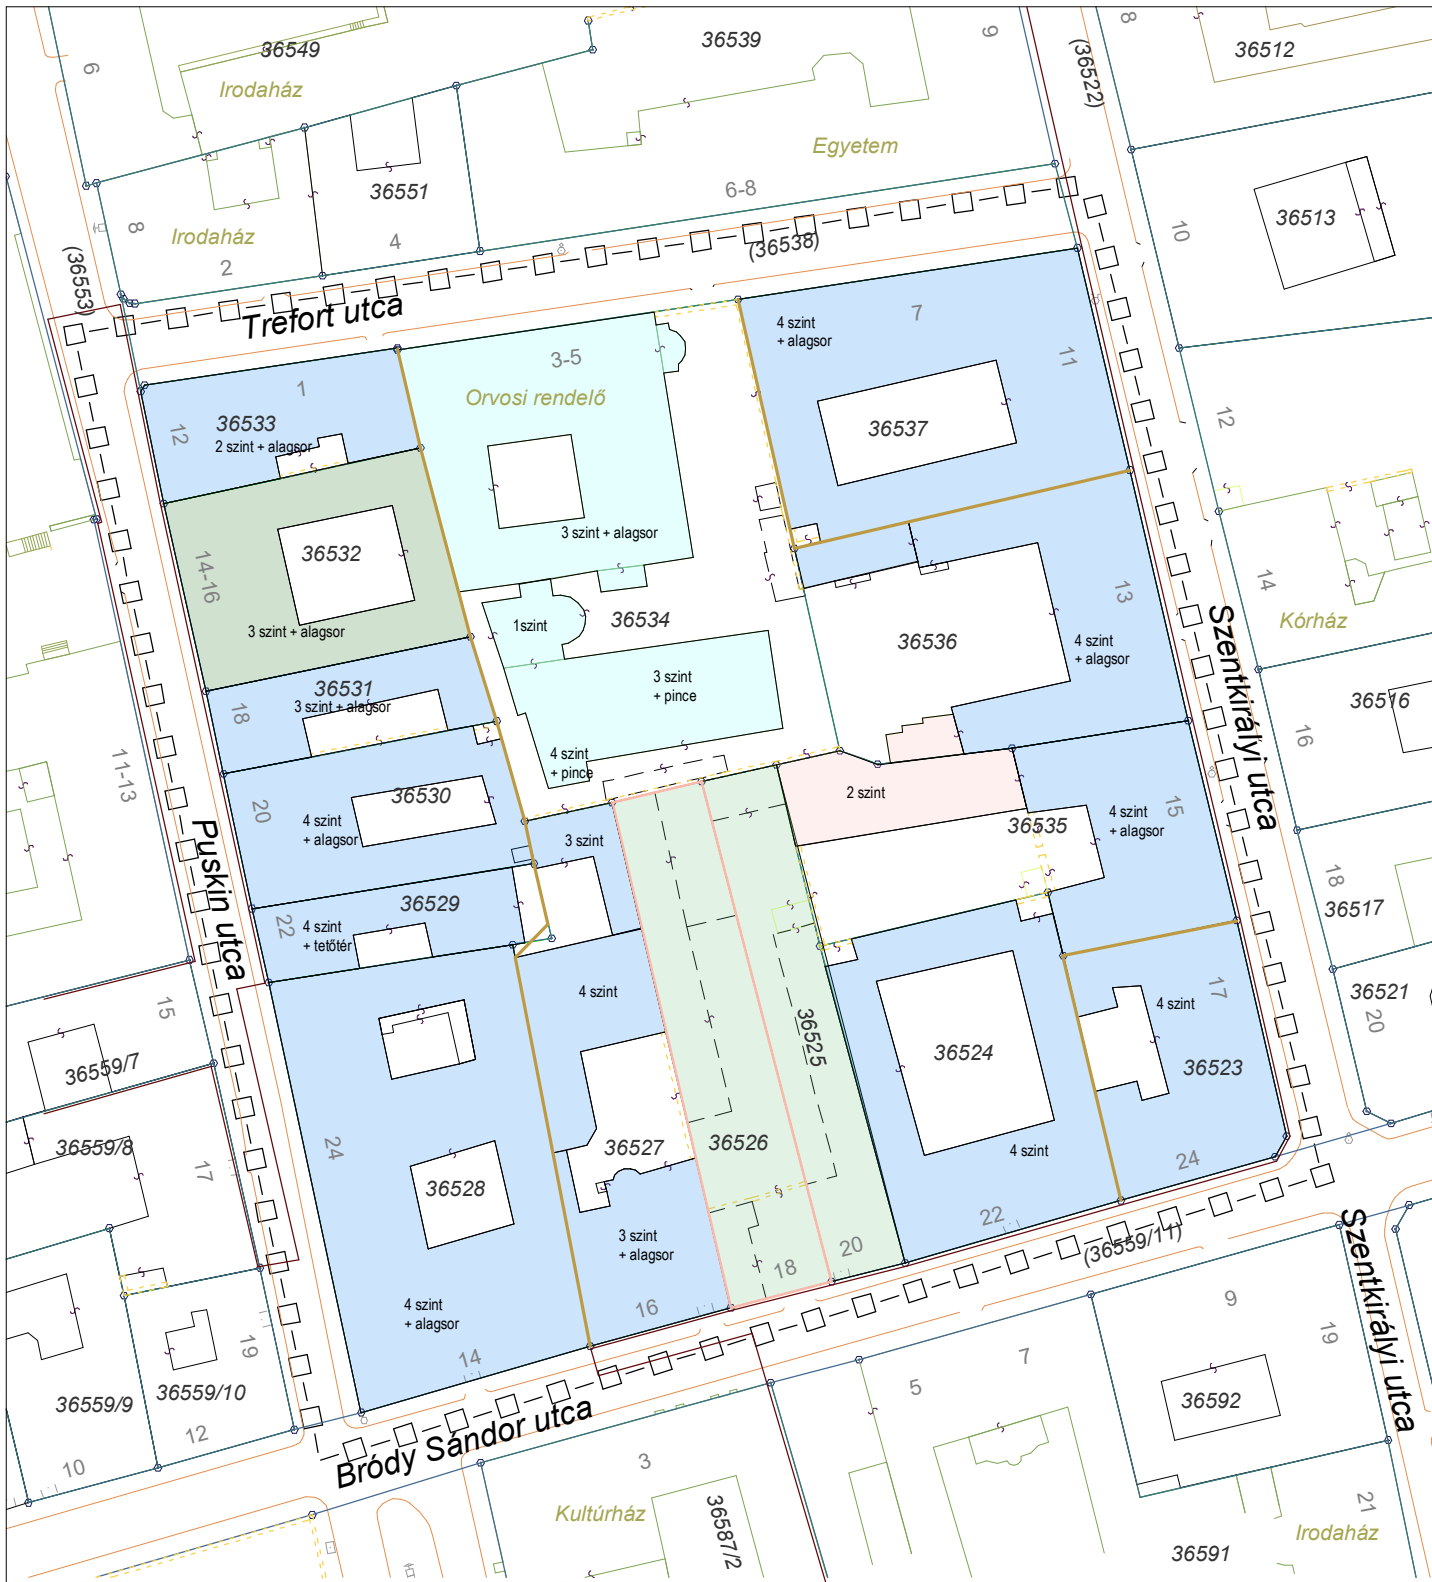 36549
Irodaház
6
36539
9
(36522)
8
36512
Egyetem
6-8
36551
8
Irodaház
2
4
10
36513
(36553)
(36538)
Trefort utca
7
4 szint
+ alagsor
11
1
3-5
Orvosi rendelő
12
36533
2 szint + alagsor
36537
12
36532
14-16
3 szint + alagsor
3 szint + alagsor
1szint
36534
36536
13
4 szint
+ alagsor
14
Kórház
Szentkirályi utca
36531
3 szint + alagsor
18
3 szint
+ pince
36516
16
11-13
4 szint
+ pince
20
36530
4 szint
+ alagsor
2 szint
3 szint
36535
4 szint
+ alagsor
15
Puskin utca
22
36529
4 szint
+ tetőtér
18
36517
17
4 szint
4 szint
36521
20
15
36559/7
36525
36524
36523
36559/8
17
24
36528
36527
36526
4 szint
24
22
3 szint
+ alagsor
20
18
(36559/11)
Szentkirályi utca
16
4 szint
+ alagsor
14
19
36559/9
36559/10
12
10
Bródy Sándor utca
9
19
7
5
36592
3
Kultúrház
36587/2
21
Irodaház
36591